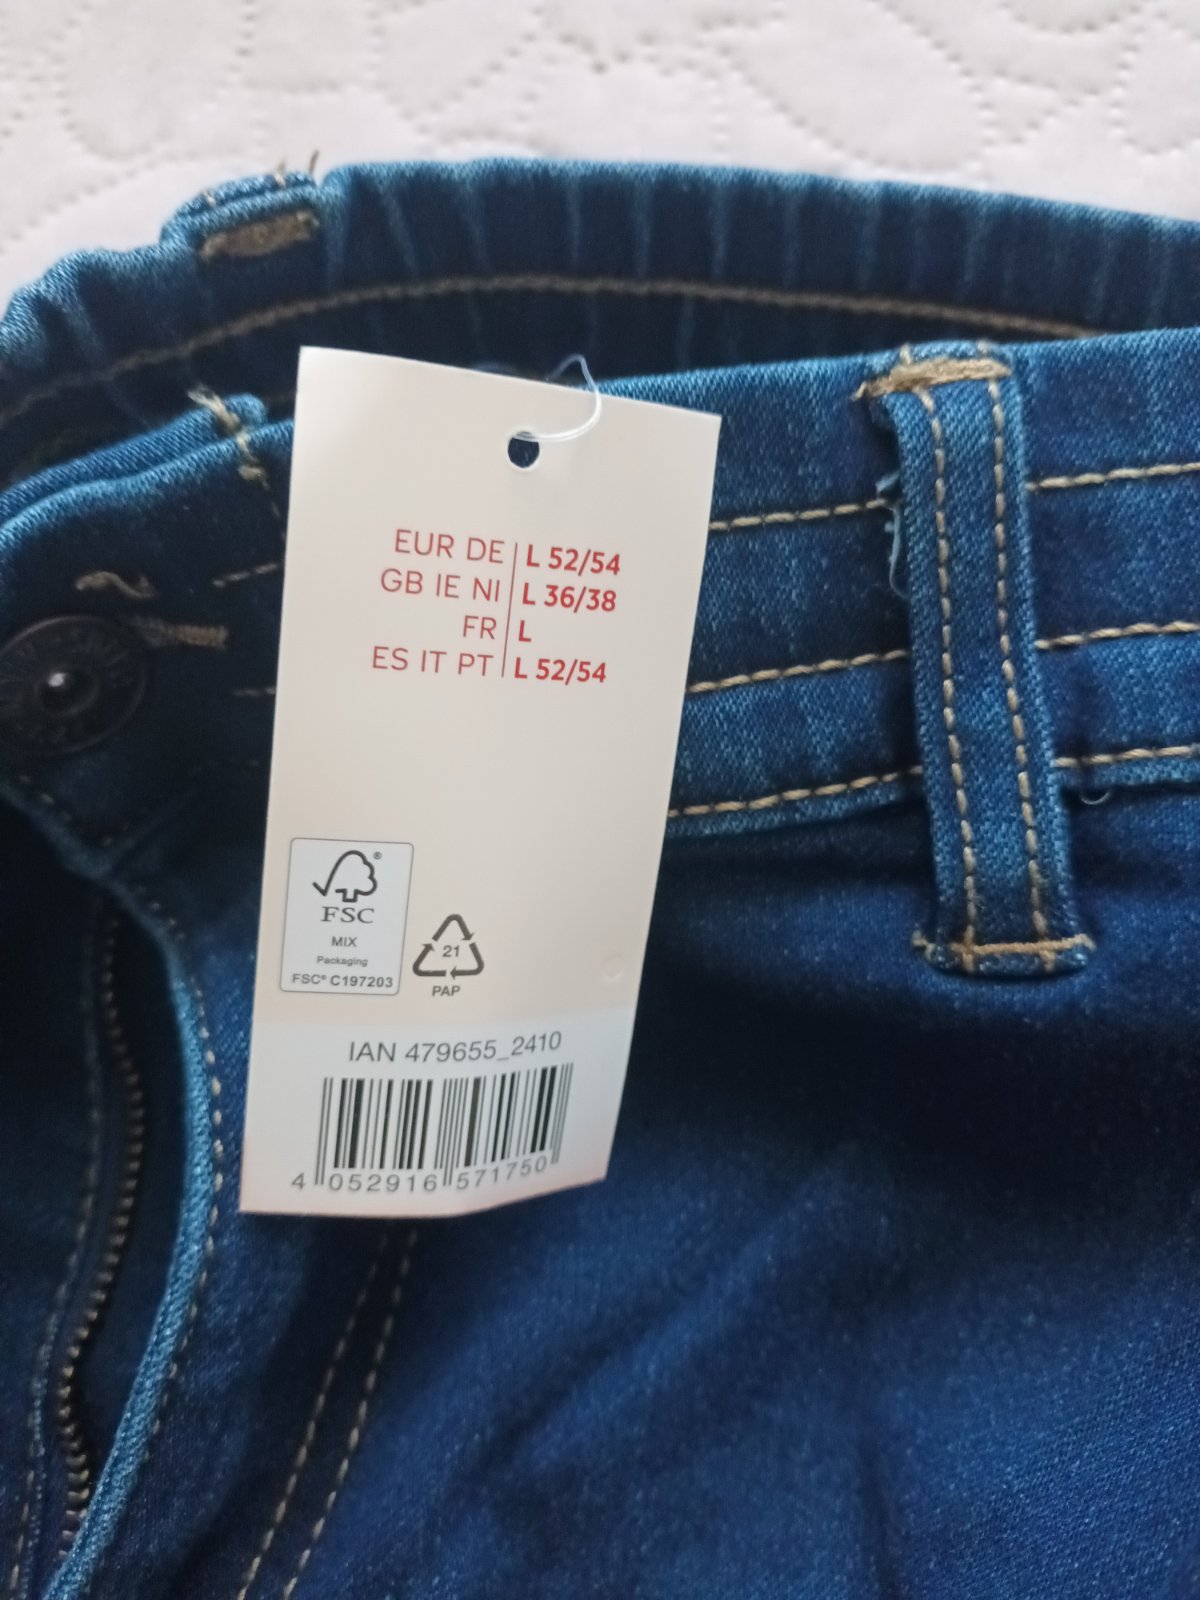 EUR DE L 52/54
GB IE NI L 36/38
FR L
ES IT PT L 52/54
FSC®
MIX
Packaging
FSC® C197203
21
PAP
IAN 479655_2410
4 052916 571750